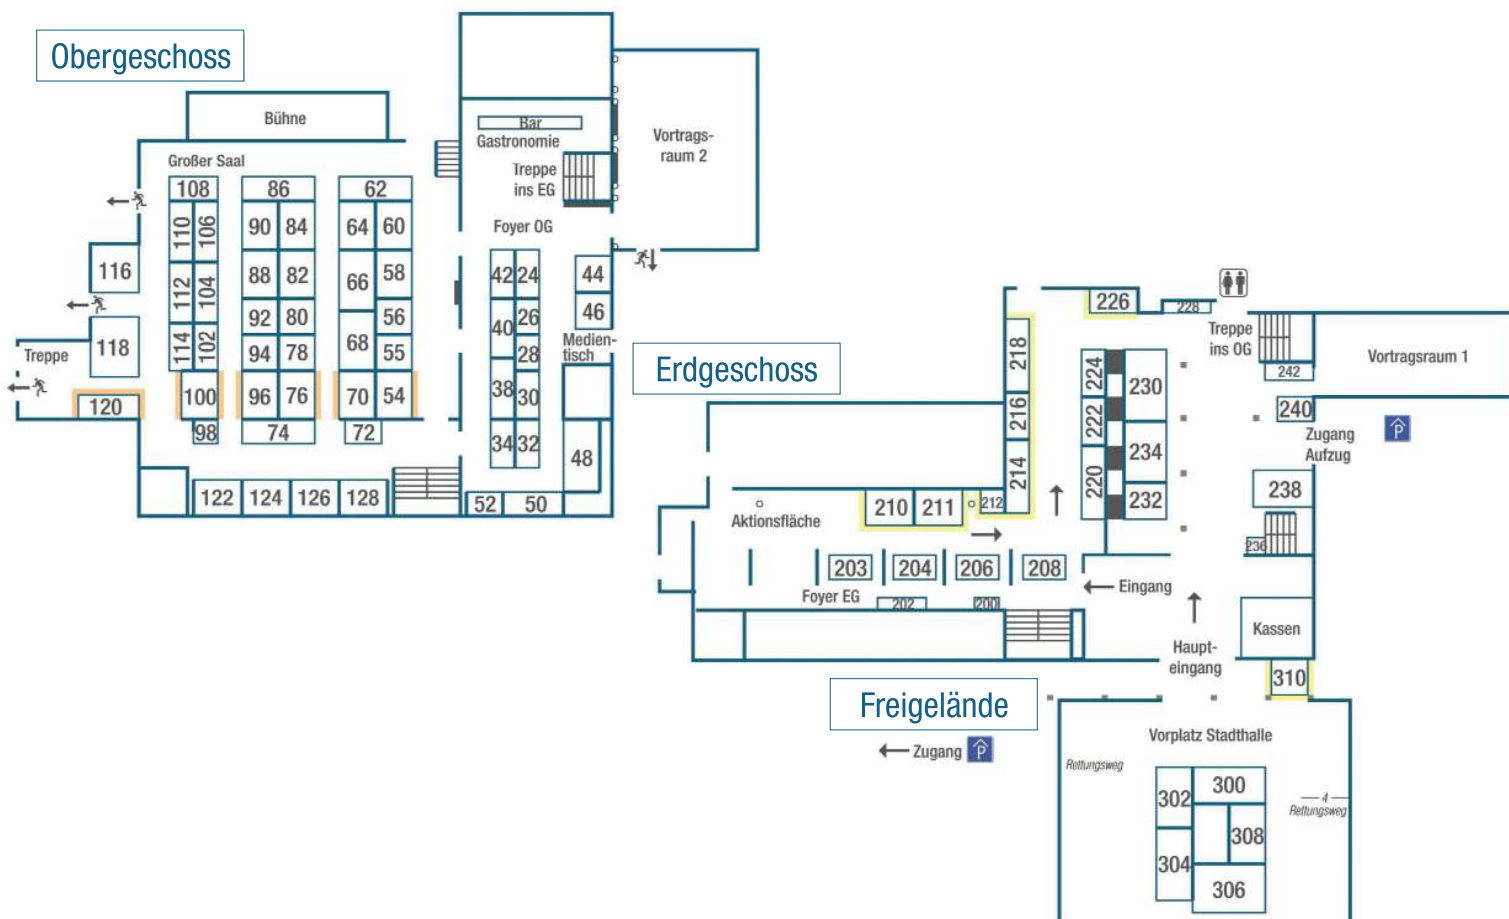 Obergeschoss
Bühne
Großer Saal
108
86
62
110
106
90
84
64
60
116
112
104
88
82
66
58
92
80
56
118
114
102
94
78
68
55
Treppe
120
100
96
76
70
54
98
74
72
122
124
126
128
Bar
Gastronomie
Treppe
ins EG
Vortrags-
raum 2
Foyer OG
42
24
44
40
26
46
28
Medien-
tisch
38
30
34
32
48
52
50
Erdgeschoss
226
228
218
Treppe
ins OG
Vortragsraum 1
224
230
242
216
222
240
Zugang
Aufzug
P
214
220
234
238
232
210
211
212
Aktionsfläche
236
203
204
206
208
Eingang
Foyer EG
202
200
Kassen
Haupt-
eingang
310
Freigelände
Zugang
P
Vorplatz Stadthalle
Rettungsweg
302
300
4
Rettungsweg
308
304
306